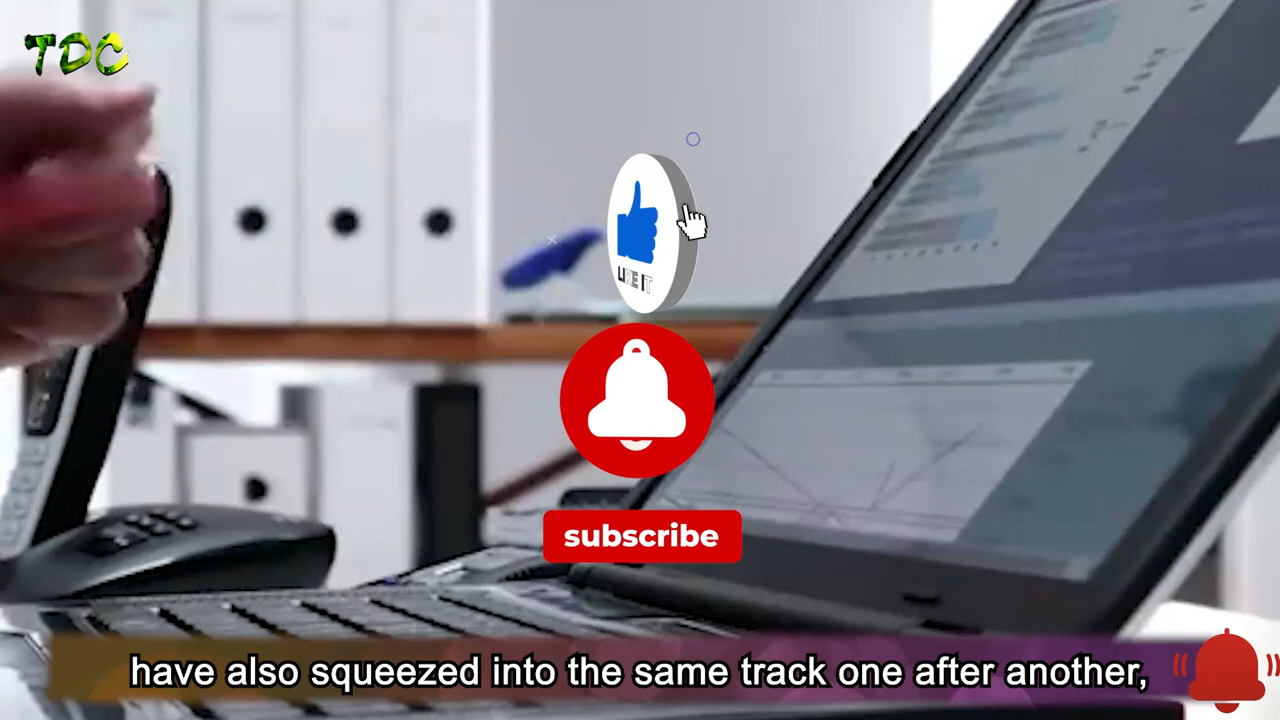 TDC
LIKE IT
subscribe
have also squeezed into the same track one after another,